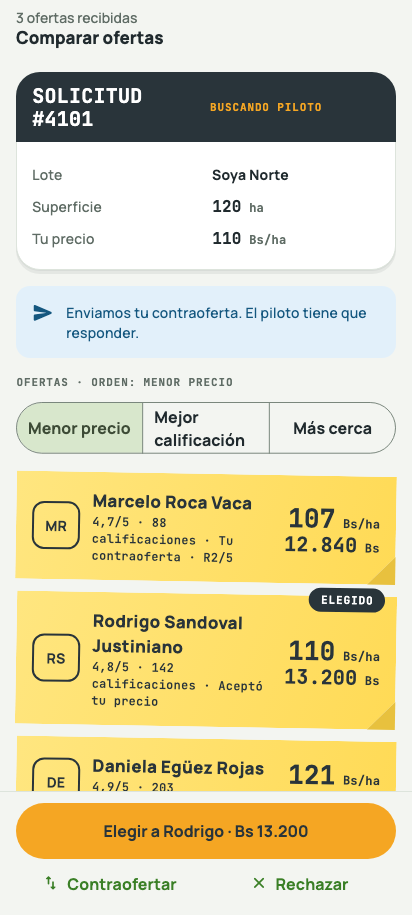 3 ofertas recibidas
Comparar ofertas
SOLICITUD
#4101
BUSCANDO PILOTO
Lote Soya Norte
Superficie 120 ha
Tu precio 110 Bs/ha
Enviamos tu contraoferta. El piloto tiene que
responder.
OFERTAS · ORDEN: MENOR PRECIO
Menor precio
Mejor
calificación
Más cerca
MR
Marcelo Roca Vaca
4,7/5 · 88
calificaciones · Tu
contraoferta · R2/5
107 Bs/ha
12.840 Bs
ELEGIDO
RS
Rodrigo Sandoval
Justiniano
4,8/5 · 142
calificaciones · Aceptó
tu precio
110 Bs/ha
13.200 Bs
DE
Daniela Egüez Rojas
4,9/5 · 203
121 Bs/ha
Elegir a Rodrigo · Bs 13.200
Contraofertar
Rechazar